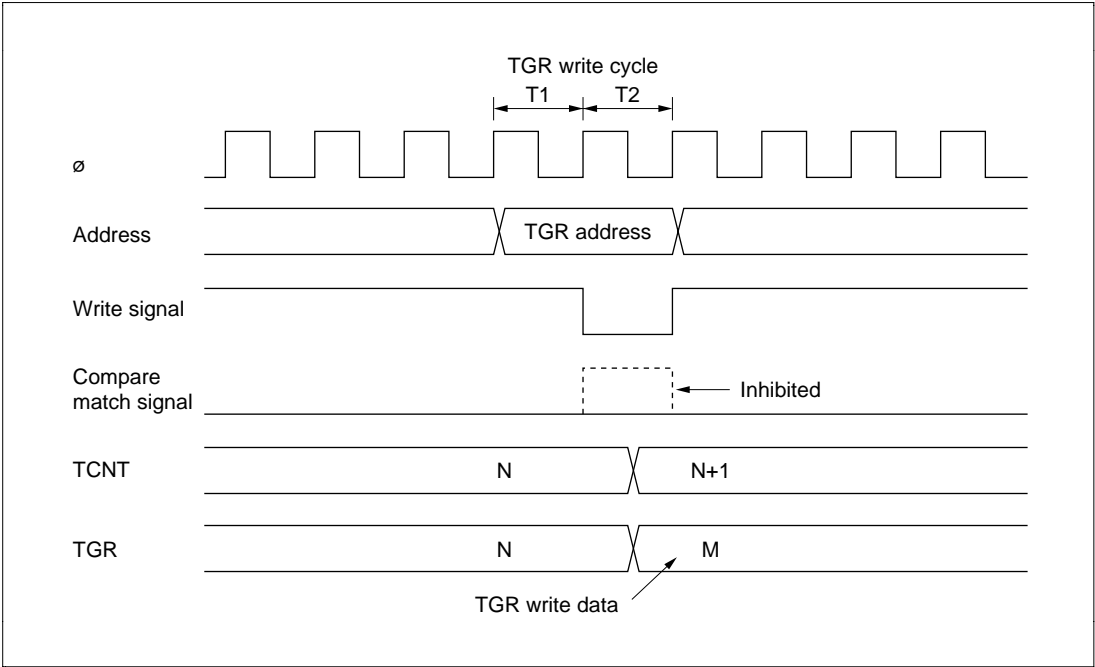 TGR write cycle
T1 T2
ø
Address TGR address
Write signal
Compare
match signal Inhibited
TCNT N N+1
TGR N M
TGR write data